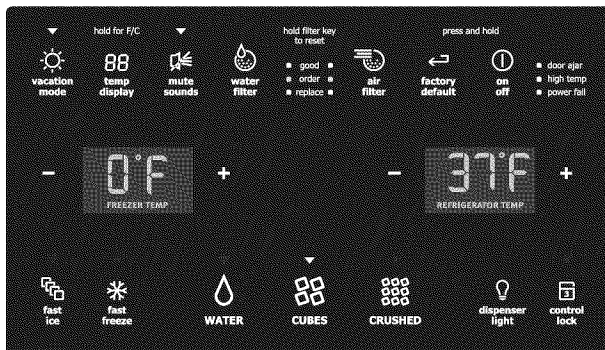 hold for F/C
hold filter key
to reset
press and hold
88
vacation
mode
temp
display
mute
sounds
water
filter
good
order
replace
air
filter
factory
default
on
off
door ajar
high temp
power fail
0°F
FREEZER TEMP
37°F
REFRIGERATOR TEMP
fast
ice
fast
freeze
WATER
CUBES
CRUSHED
dispenser
light
3
control
lock